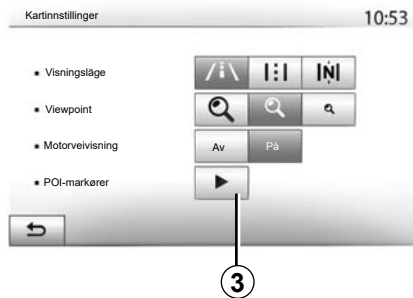 Kartinnstillinger 10:53
Visningsläge
N
Viewpoint
Motorveivisning Av På
POI-markører
3